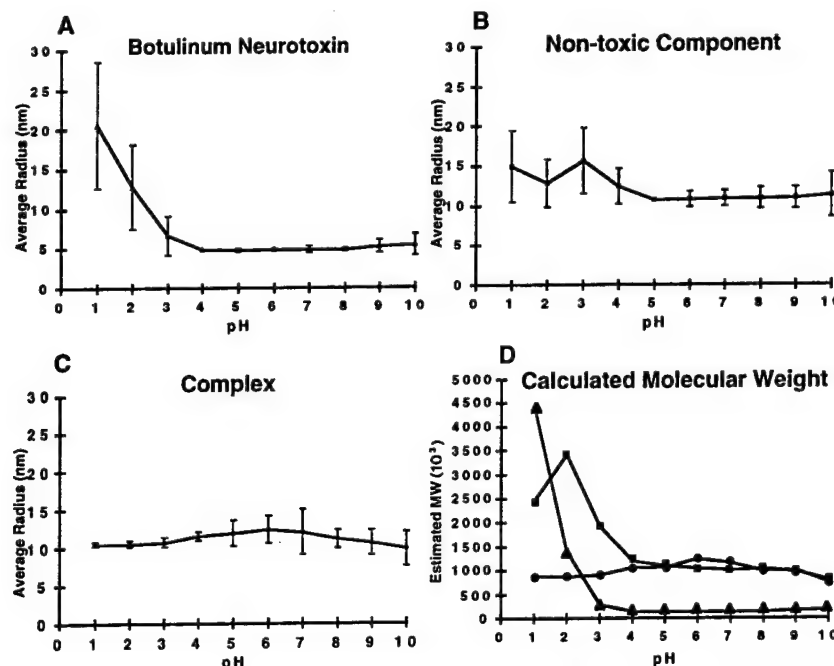 A
Botulinum Neurotoxin
Average Radius (nm)
30
25
20
15
10
5
0
0 1 2 3 4 5 6 7 8 9 10
pH
B
Non-toxic Component
Average Radius (nm)
30
25
20
15
10
5
0
0 1 2 3 4 5 6 7 8 9 10
pH
C
Complex
Average Radius (nm)
30
25
20
15
10
5
0
0 1 2 3 4 5 6 7 8 9 10
pH
D
Calculated Molecular Weight
Estimated MW (10³)
5000
4500
4000
3500
3000
2500
2000
1500
1000
500
0
0 1 2 3 4 5 6 7 8 9 10
pH